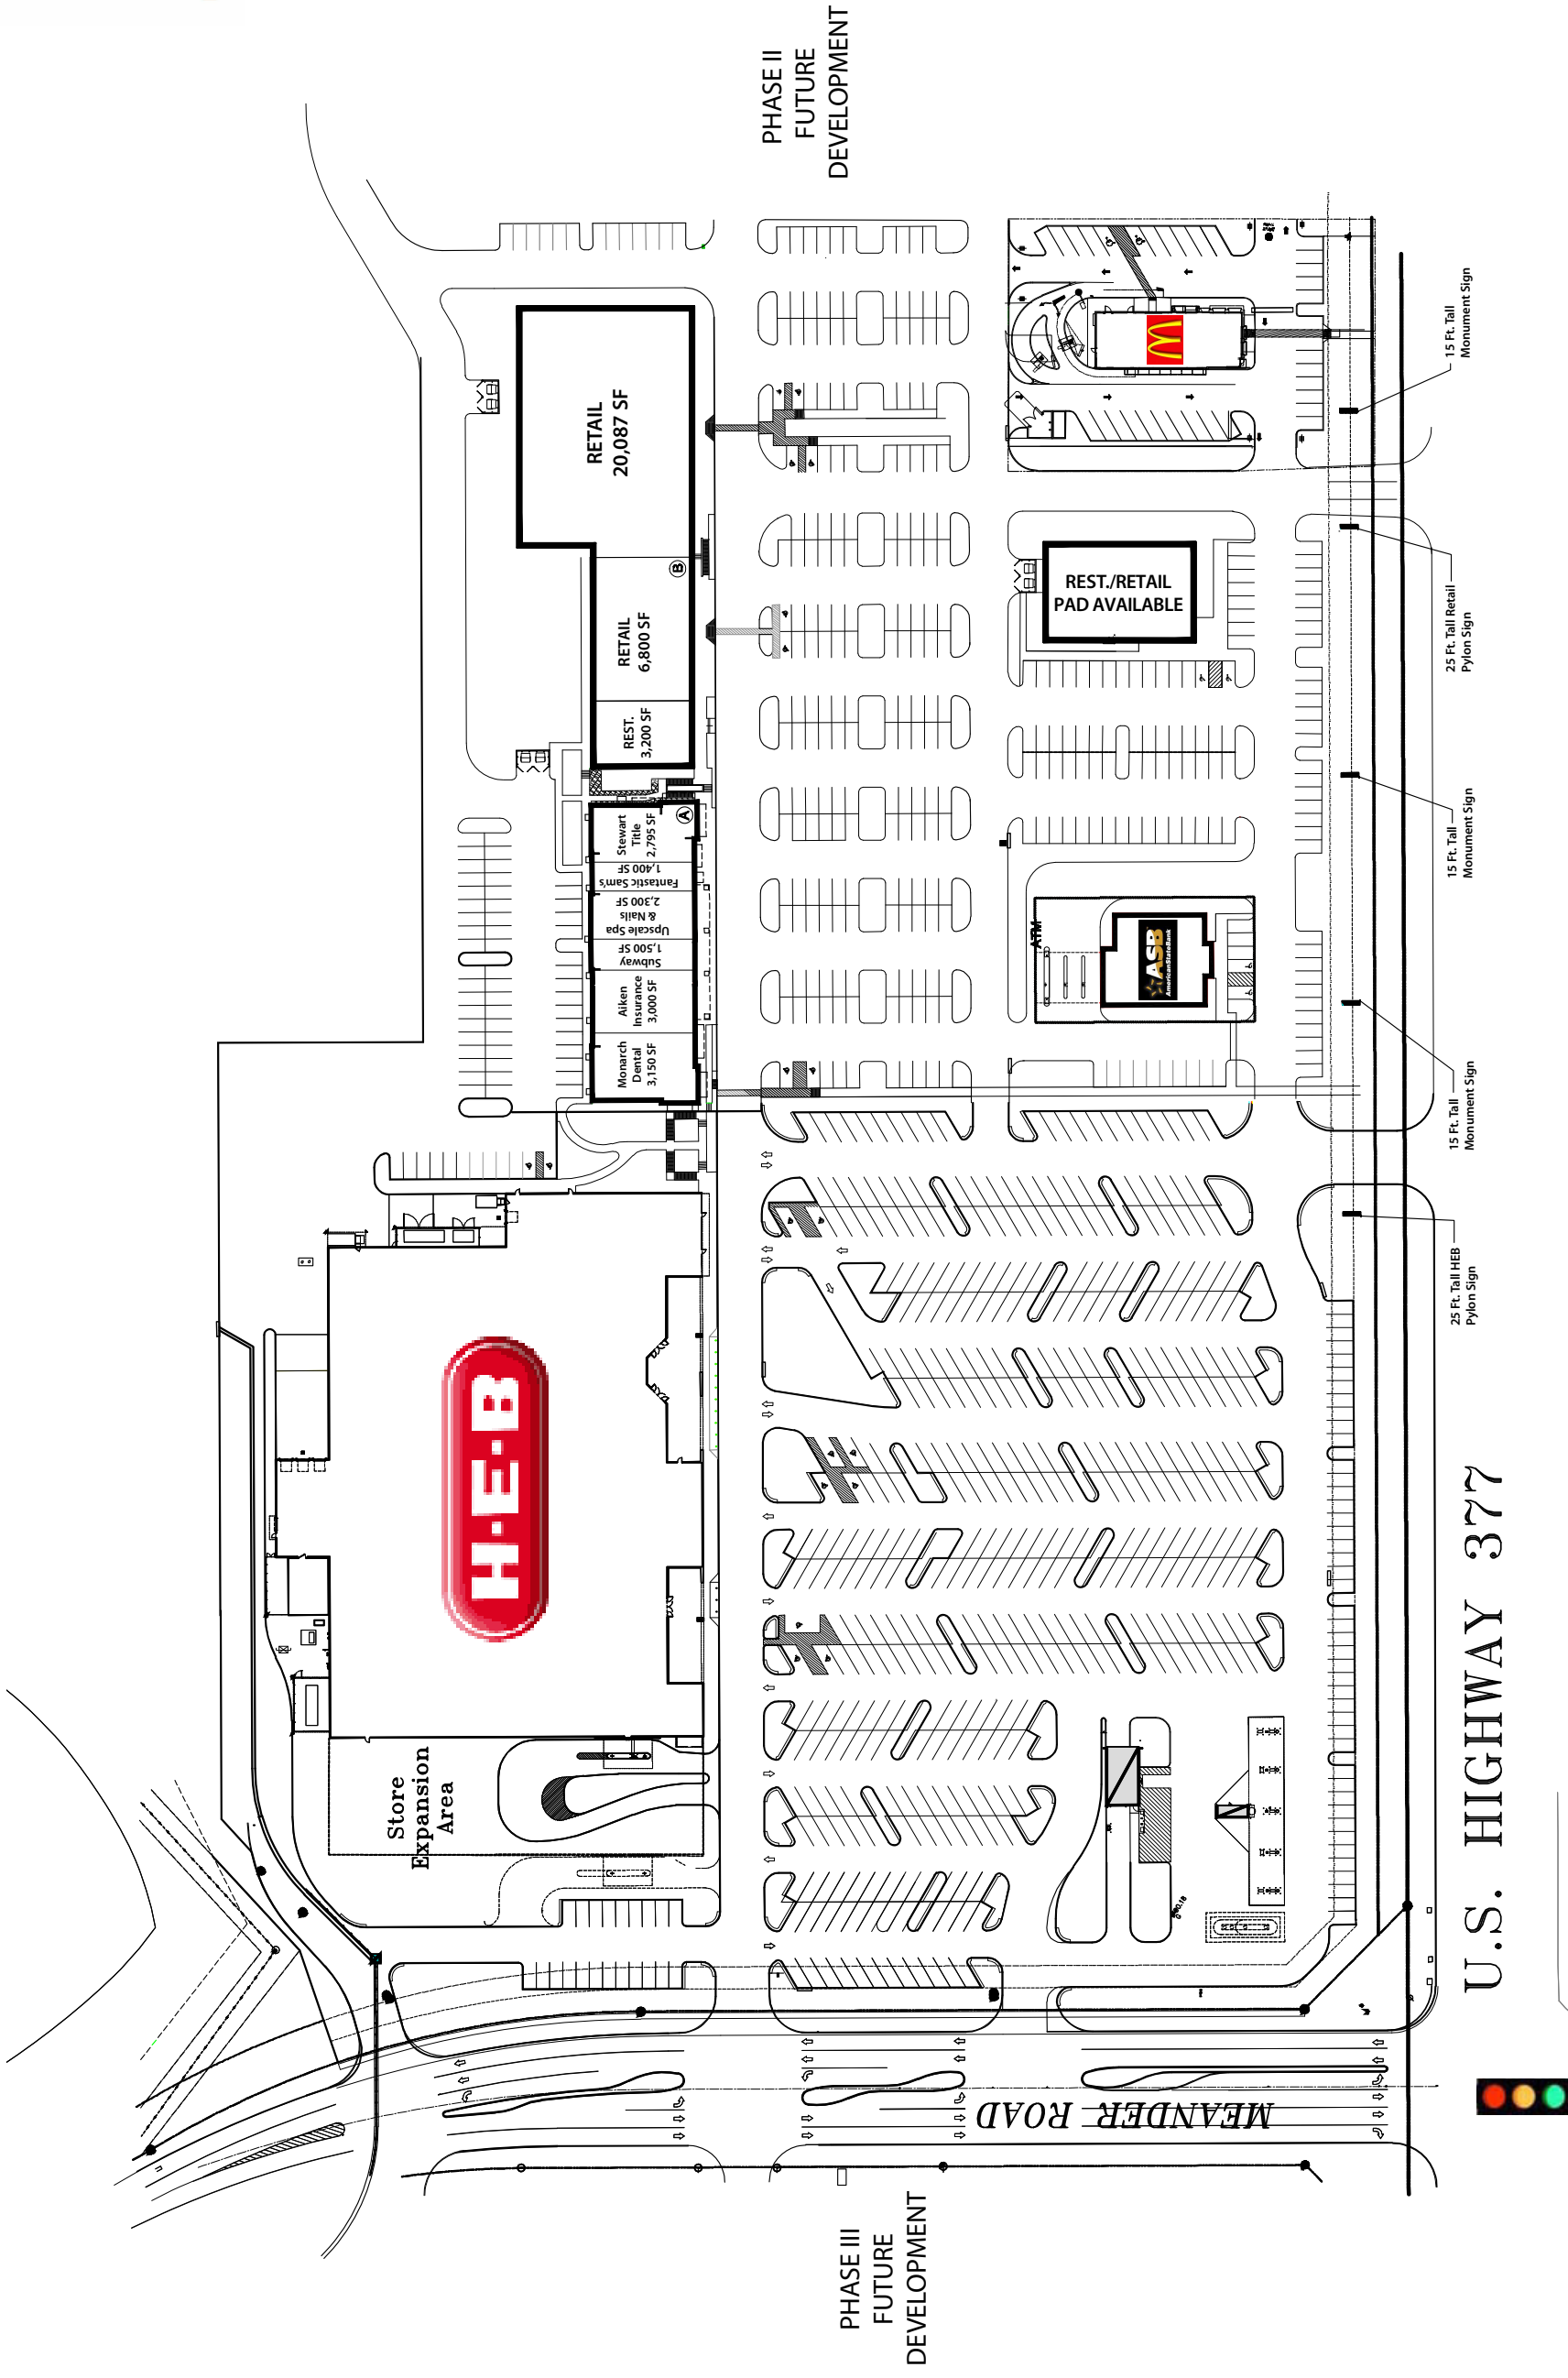 PHASE II
FUTURE
DEVELOPMENT
RETAIL
20,087 SF
RETAIL
6,800 SF
B
REST.
3,200 SF
Stewart
Title
2,795 SF
A
Fantastic Sam's
1,400 SF
Upscale Spa
& Nails
2,300 SF
Subway
1,500 SF
Aiken
Insurance
3,000 SF
Monarch
Dental
3,150 SF
REST./RETAIL
PAD AVAILABLE
ATM
ASB
AmericanStateBank
H-E-B
Store
Expansion
Area
15 Ft. Tall
Monument Sign
25 Ft. Tall Retail
Pylon Sign
15 Ft. Tall
Monument Sign
15 Ft. Tall
Monument Sign
25 Ft. Tall HEB
Pylon Sign
U.S. HIGHWAY 377
MEANDER ROAD
PHASE III
FUTURE
DEVELOPMENT